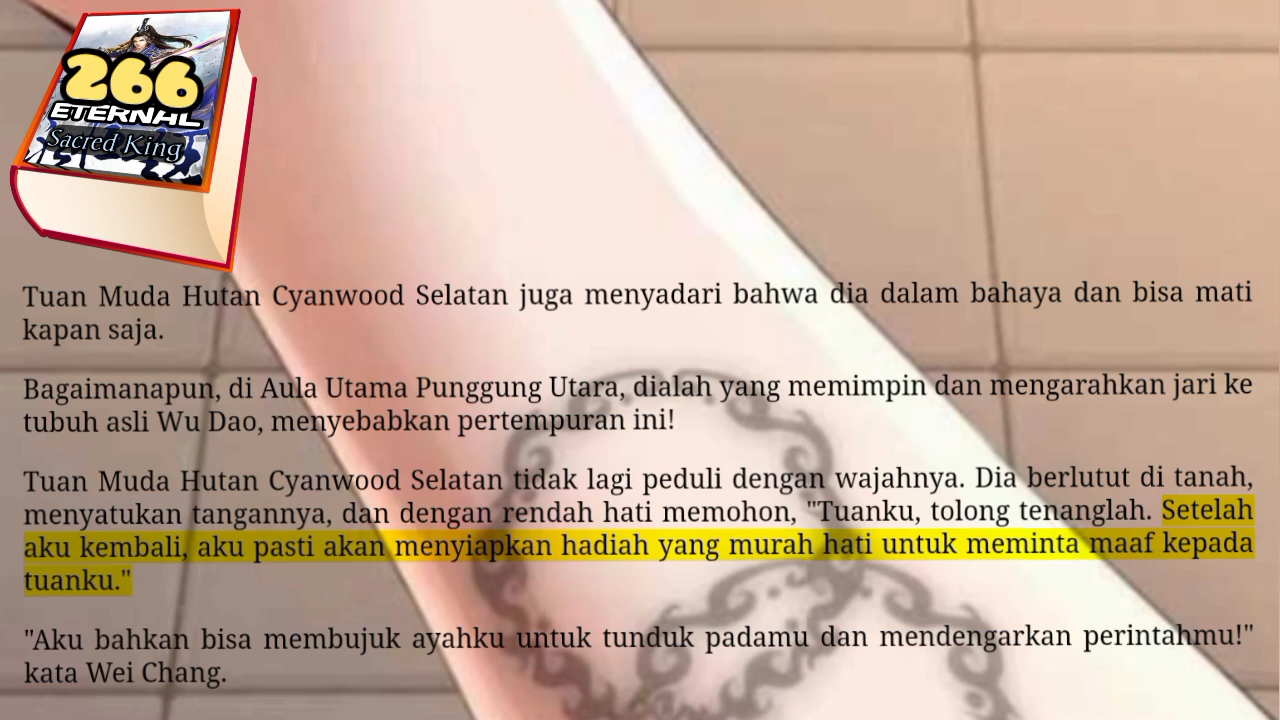 266
ETERNAL
Sacred King
Tuan Muda Hutan Cyanwood Selatan juga menyadari bahwa dia dalam bahaya dan bisa mati
kapan saja.
Bagaimanapun, di Aula Utama Punggung Utara, dialah yang memimpin dan mengarahkan jari ke
tubuh asli Wu Dao, menyebabkan pertempuran ini!
Tuan Muda Hutan Cyanwood Selatan tidak lagi peduli dengan wajahnya. Dia berlutut di tanah,
menyatukan tangannya, dan dengan rendah hati memohon, "Tuanku, tolong tenanglah. Setelah
aku kembali, aku pasti akan menyiapkan hadiah yang murah hati untuk meminta maaf kepada
tuanku."
"Aku bahkan bisa membujuk ayahku untuk tunduk padamu dan mendengarkan perintahmu!"
kata Wei Chang.